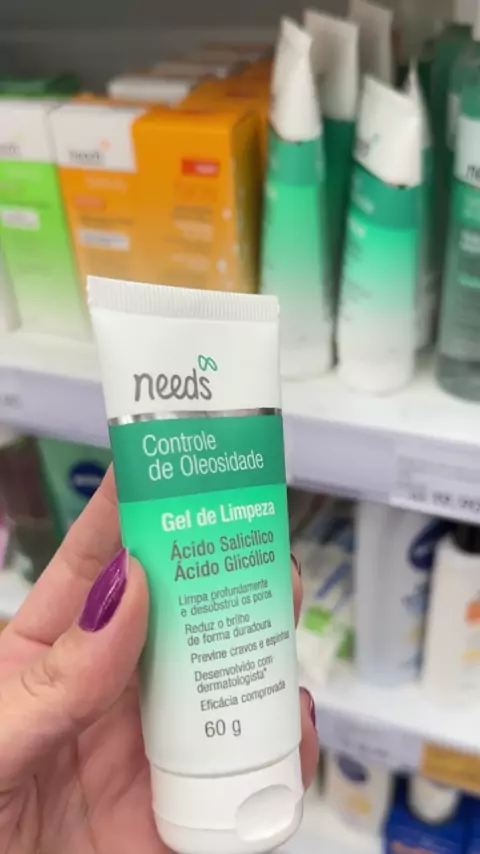 needs
Controle
de Oleosidade
Gel de Limpeza
Ácido Salicílico
Ácido Glicólico
Limpa profundamente
e desobstrui os poros
Reduz o brilho
de forma duradoura
Previne cravos e espinhas
Desenvolvido com
dermatologista*
Eficácia comprovada
60 g
needs